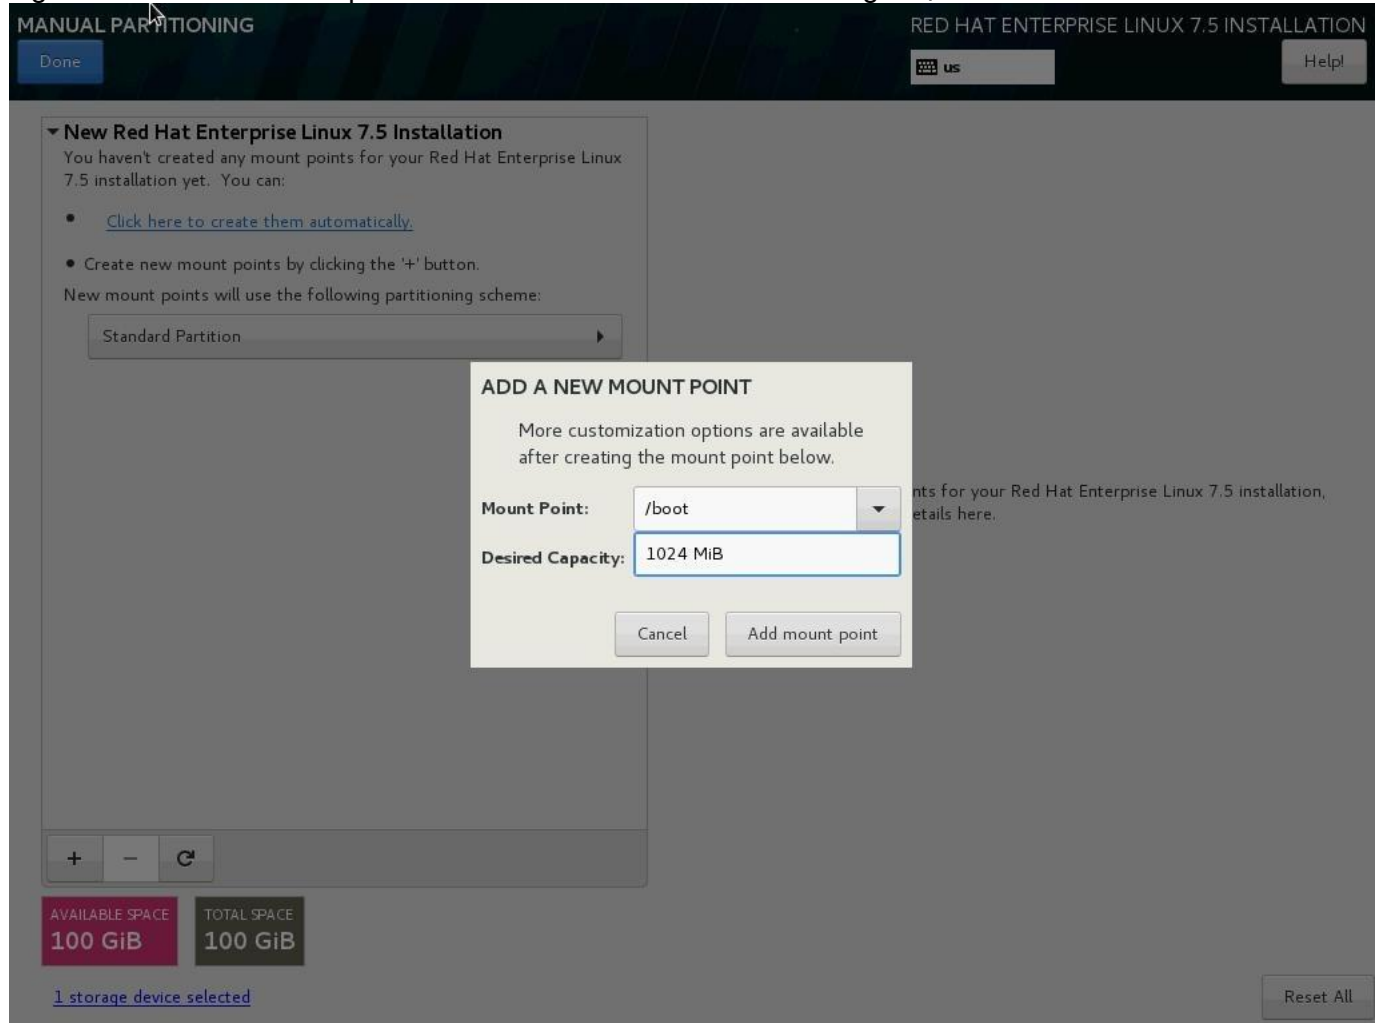 MANUAL PARTITIONING
RED HAT ENTERPRISE LINUX 7.5 INSTALLATION
Done
us
Help!
New Red Hat Enterprise Linux 7.5 Installation
You haven't created any mount points for your Red Hat Enterprise Linux
7.5 installation yet. You can:
• Click here to create them automatically.
• Create new mount points by clicking the '+' button.
New mount points will use the following partitioning scheme:
Standard Partition
ADD A NEW MOUNT POINT
More customization options are available
after creating the mount point below.
Mount Point: /boot
Desired Capacity: 1024 MiB
Cancel Add mount point
nts for your Red Hat Enterprise Linux 7.5 installation,
etails here.
+ −
AVAILABLE SPACE
100 GiB
TOTAL SPACE
100 GiB
1 storage device selected
Reset All